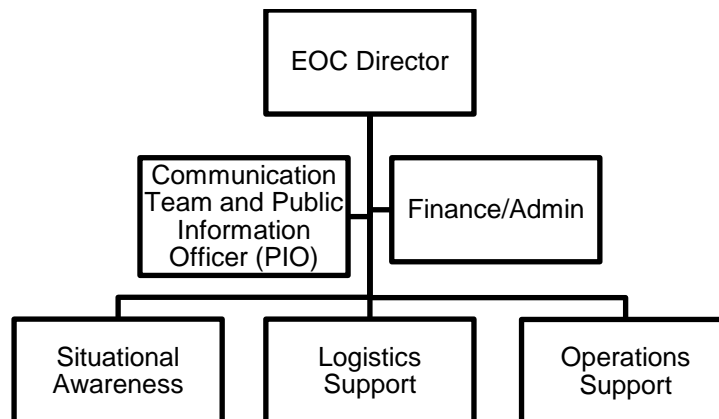 EOC Director
Communication
Team and Public
Information
Officer (PIO)
Finance/Admin
Situational
Awareness
Logistics
Support
Operations
Support